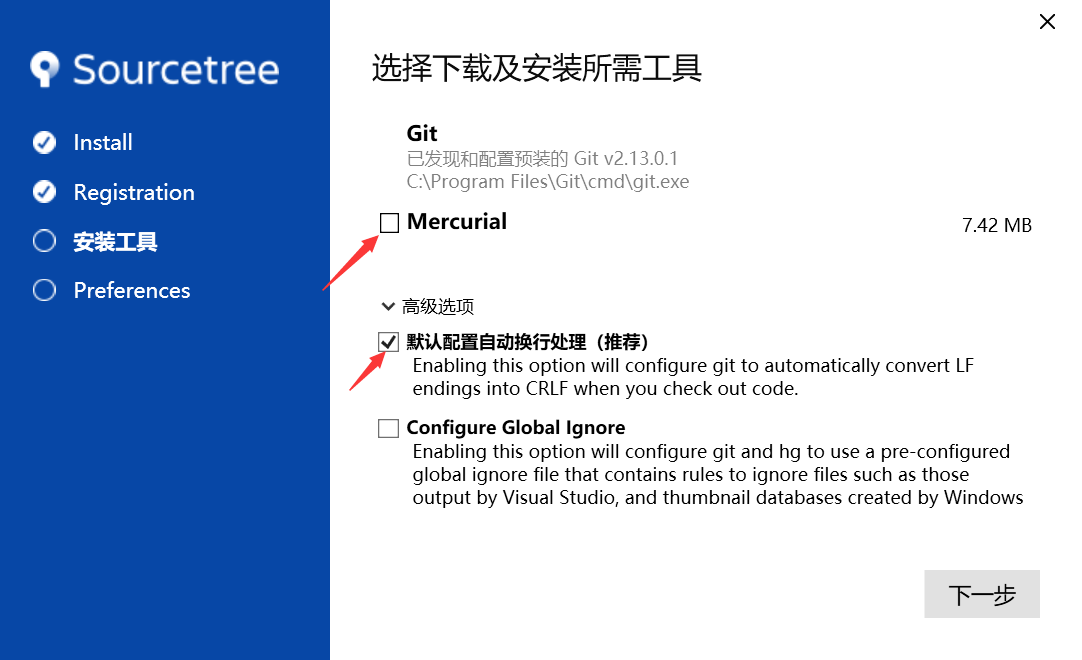 Sourcetree
Install
Registration
安装工具
Preferences
选择下载及安装所需工具
Git
已发现和配置预装的 Git v2.13.0.1
C:\Program Files\Git\cmd\git.exe
Mercurial
7.42 MB
高级选项
默认配置自动换行处理（推荐）
Enabling this option will configure git to automatically convert LF
endings into CRLF when you check out code.
Configure Global Ignore
Enabling this option will configure git and hg to use a pre-configured
global ignore file that contains rules to ignore files such as those
output by Visual Studio, and thumbnail databases created by Windows
下一步